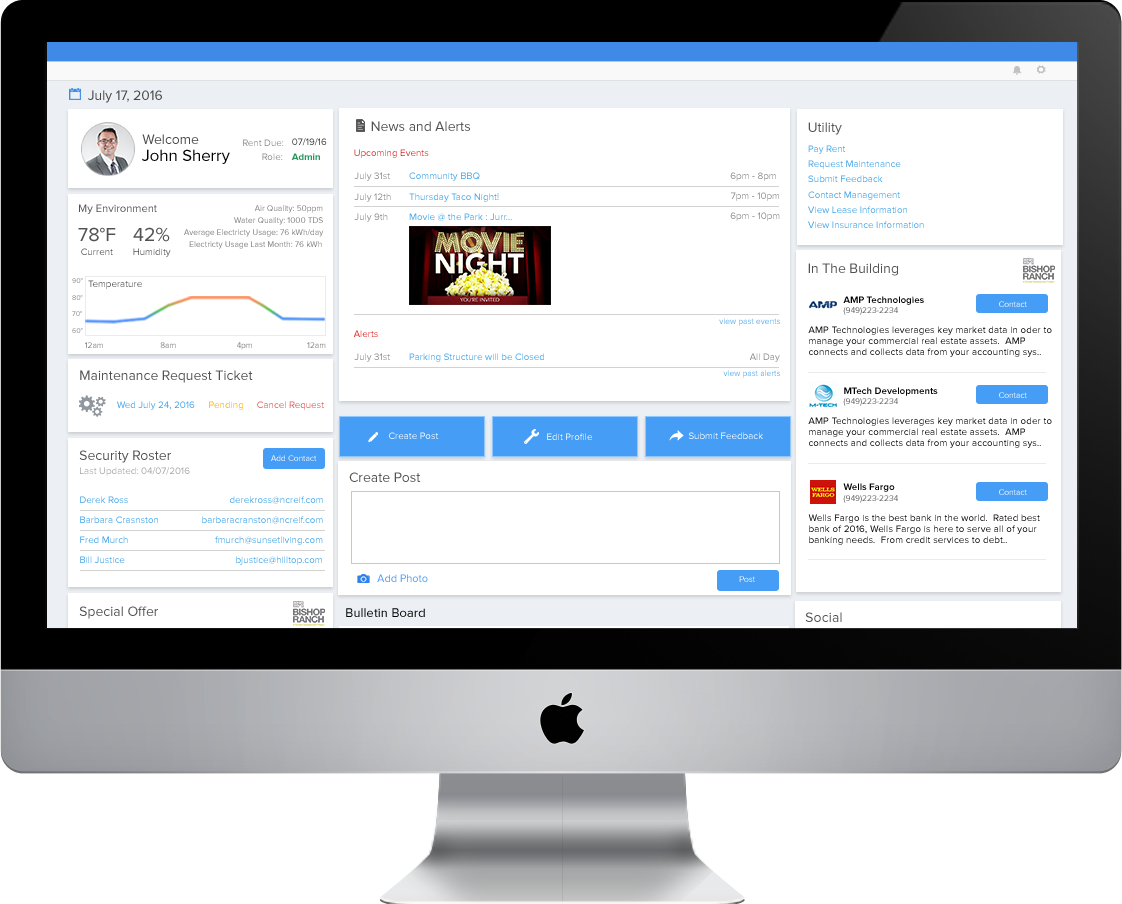 July 17, 2016
Welcome
John Sherry
Rent Due: 07/19/16
Role: Admin
My Environment
78°F
Current
42%
Humidity
Air Quality: 50ppm
Water Quality: 1000 TDS
Average Electricty Usage: 76 kWh/day
Electricty Usage Last Month: 76 kWh
Temperature
90°
80°
70°
60°
12am 8am 4pm 12am
Maintenance Request Ticket
Wed July 24, 2016 Pending Cancel Request
Security Roster
Last Updated: 04/07/2016
Add Contact
Derek Ross derekross@ncreif.com
Barbara Crasnston barbaracranston@ncreif.com
Fred Murch fmurch@sunsetliving.com
Bill Justice bjustice@hilltop.com
Special Offer
BISHOP
RANCH
News and Alerts
Upcoming Events
July 31st Community BBQ 6pm - 8pm
July 12th Thursday Taco Night! 7pm - 10pm
July 9th Movie @ the Park : Jurr... 6pm - 10pm
MOVIE
NIGHT
YOU'RE INVITED
view past events
Alerts
July 31st Parking Structure will be Closed All Day
view past alerts
Create Post
Edit Profile
Submit Feedback
Create Post
Add Photo
Post
Bulletin Board
Utility
Pay Rent
Request Maintenance
Submit Feedback
Contact Management
View Lease Information
View Insurance Information
In The Building
BISHOP
RANCH
AMP
AMP Technologies
(949)223-2234
Contact
AMP Technologies leverages key market data in oder to
manage your commercial real estate assets. AMP
connects and collects data from your accounting sys..
M-TECH
MTech Developments
(949)223-2234
Contact
AMP Technologies leverages key market data in oder to
manage your commercial real estate assets. AMP
connects and collects data from your accounting sys..
WELLS
FARGO
Wells Fargo
(949)223-2234
Contact
Wells Fargo is the best bank in the world. Rated best
bank of 2016, Wells Fargo is here to serve all of your
banking needs. From credit services to debt..
Social